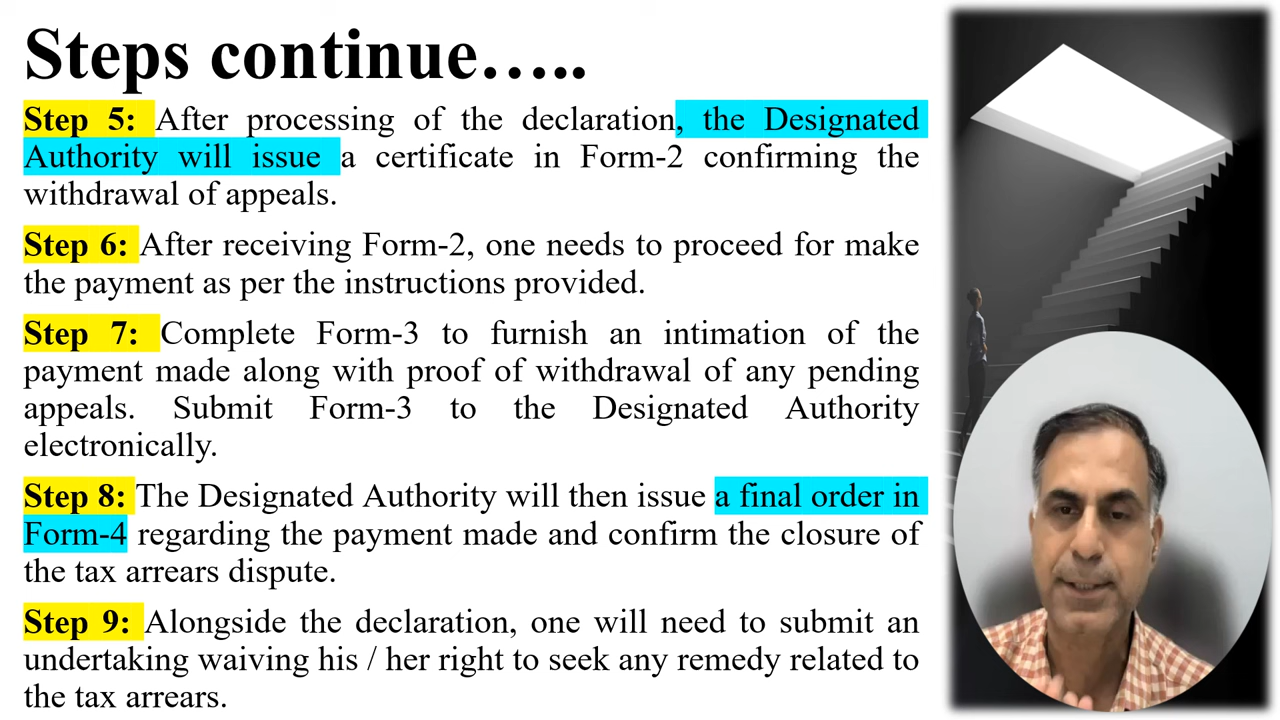 Steps continue…..
Step 5: After processing of the declaration, the Designated
Authority will issue a certificate in Form-2 confirming the
withdrawal of appeals.
Step 6: After receiving Form-2, one needs to proceed for make
the payment as per the instructions provided.
Step 7: Complete Form-3 to furnish an intimation of the
payment made along with proof of withdrawal of any pending
appeals. Submit Form-3 to the Designated Authority
electronically.
Step 8: The Designated Authority will then issue a final order in
Form-4 regarding the payment made and confirm the closure of
the tax arrears dispute.
Step 9: Alongside the declaration, one will need to submit an
undertaking waiving his / her right to seek any remedy related to
the tax arrears.